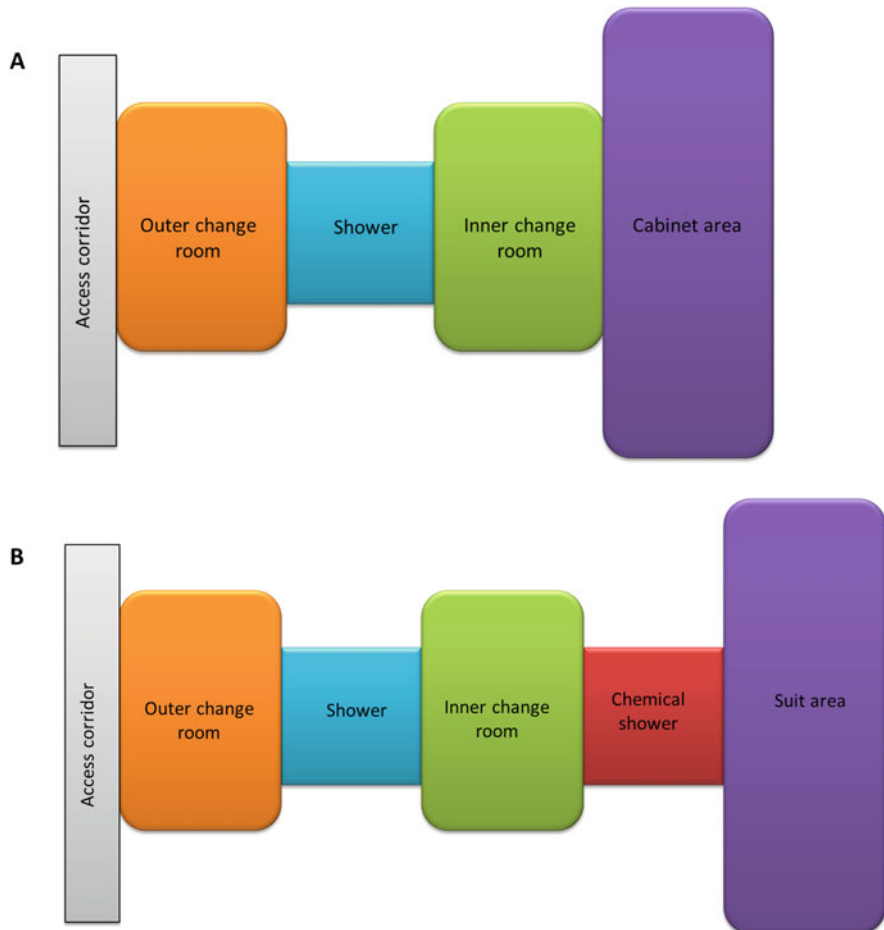 A
Access corridor
Outer change
room
Shower
Inner change
room
Cabinet area
B
Access corridor
Outer change
room
Shower
Inner change
room
Chemical
shower
Suit area